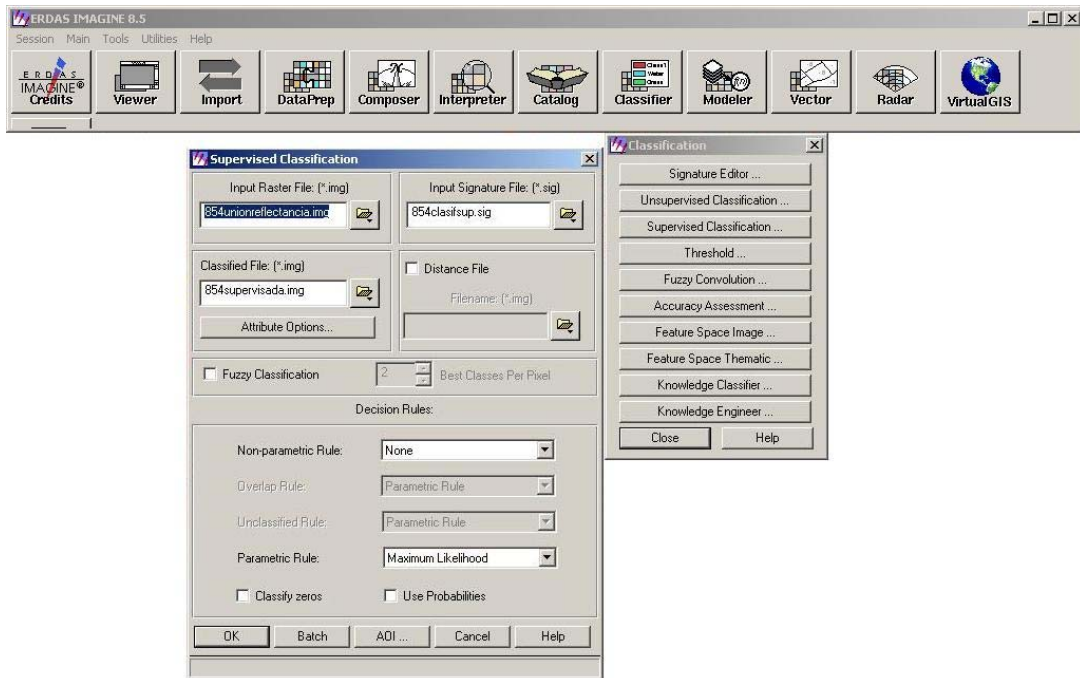 ERDAS IMAGINE 8.5
Session Main Tools Utilities Help
ERDAS
IMAGINE®
Credits
Viewer
Import
DataPrep
Composer
Interpreter
Catalog
Class1
Water
Grass
Classifier
f(x)
Modeler
Vector
Radar
VirtualGIS
Supervised Classification
Input Raster File: (*.img)
Input Signature File: (*.sig)
854unionreflectancia.img
854clasifsup.sig
Classified File: (*.img)
Distance File
854supervisada.img
Filename: (*.img)
Attribute Options...
Fuzzy Classification
2
Best Classes Per Pixel
Decision Rules:
Non-parametric Rule:
None
Overlap Rule:
Parametric Rule
Unclassified Rule:
Parametric Rule
Parametric Rule:
Maximum Likelihood
Classify zeros
Use Probabilities
OK
Batch
AOI ...
Cancel
Help
Classification
Signature Editor ...
Unsupervised Classification ...
Supervised Classification ...
Threshold ...
Fuzzy Convolution ...
Accuracy Assessment ...
Feature Space Image ...
Feature Space Thematic ...
Knowledge Classifier ...
Knowledge Engineer ...
Close
Help